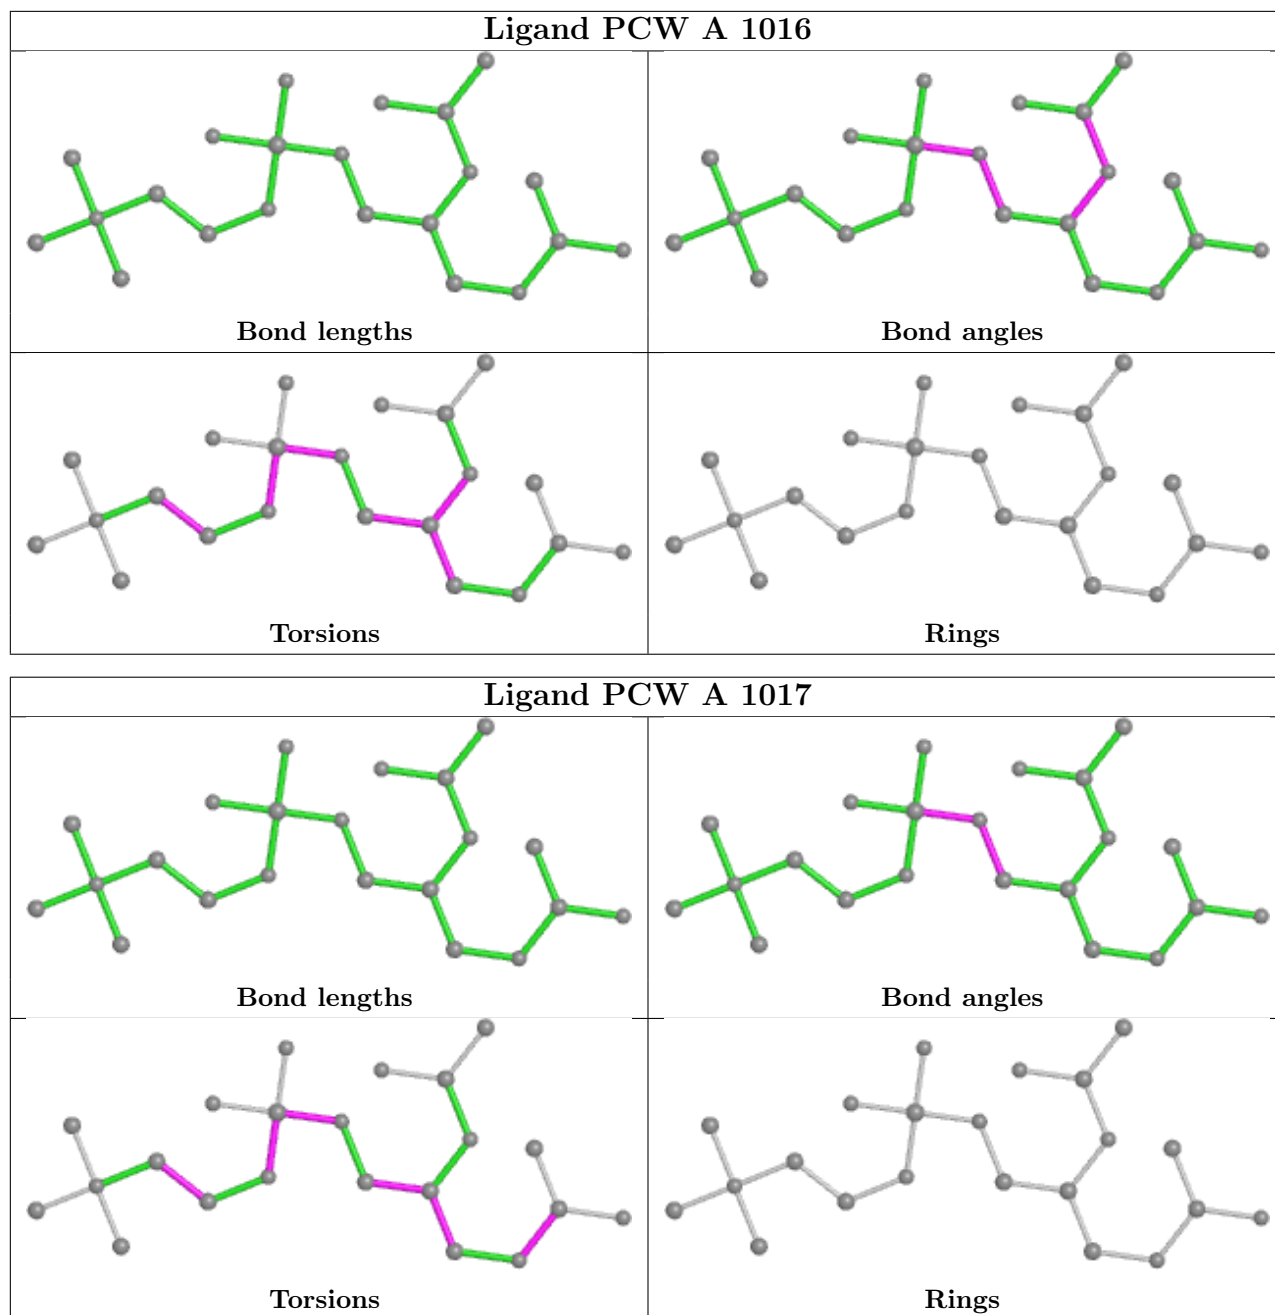 Ligand PCW A 1016
Bond lengths
Bond angles
Torsions
Rings
Ligand PCW A 1017
Bond lengths
Bond angles
Torsions
Rings